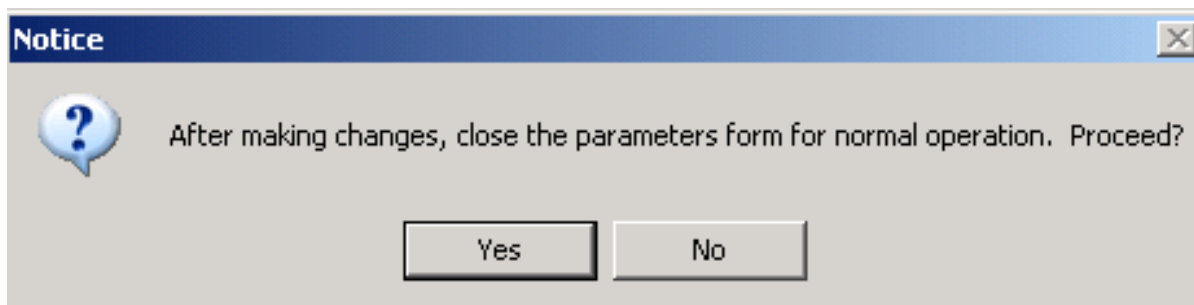 Notice
After making changes, close the parameters form for normal operation.  Proceed?
Yes
No